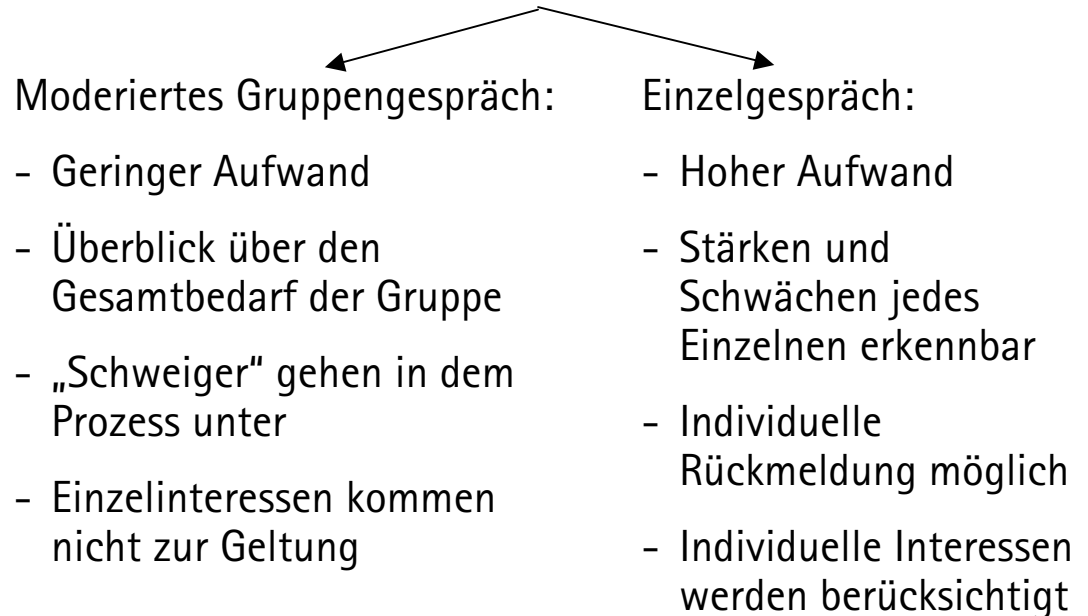 Moderiertes Gruppengespräch:
- Geringer Aufwand
- Überblick über den
Gesamtbedarf der Gruppe
- „Schweiger“ gehen in dem
Prozess unter
- Einzelinteressen kommen
nicht zur Geltung
Einzelgespräch:
- Hoher Aufwand
- Stärken und
Schwächen jedes
Einzelnen erkennbar
- Individuelle
Rückmeldung möglich
- Individuelle Interessen
werden berücksichtigt